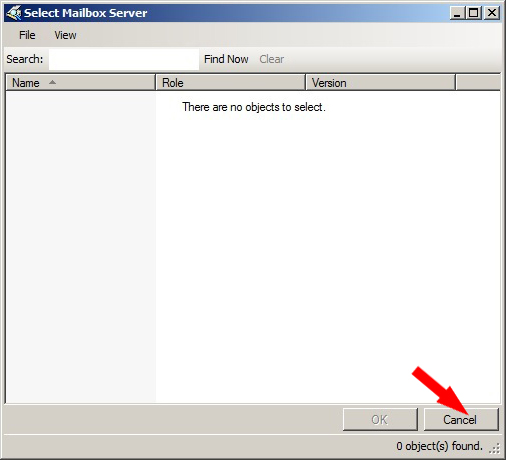 Select Mailbox Server
File View
Search: Find Now Clear
Name Role Version
There are no objects to select.
OK Cancel
0 object(s) found.